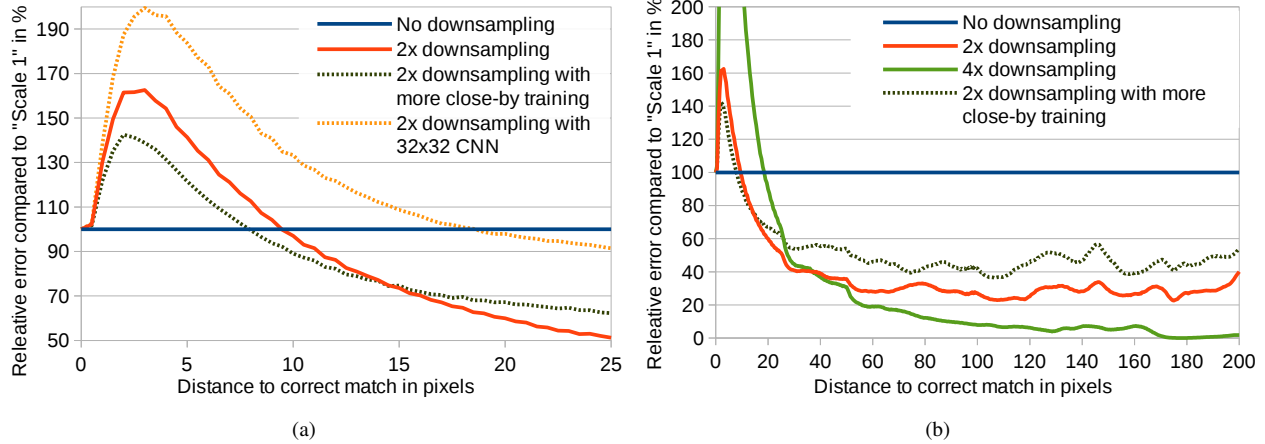 Releative error compared to "Scale 1" in %
190
170
150
130
110
90
70
50
0
5
10
15
20
25
Distance to correct match in pixels
No downsampling
2x downsampling
2x downsampling with
more close-by training
2x downsampling with
32x32 CNN
(a)
Releative error compared to "Scale 1" in %
200
180
160
140
120
100
80
60
40
20
0
0
20
40
60
80
100
120
140
160
180
200
Distance to correct match in pixels
No downsampling
2x downsampling
4x downsampling
2x downsampling with more
close-by training
(b)